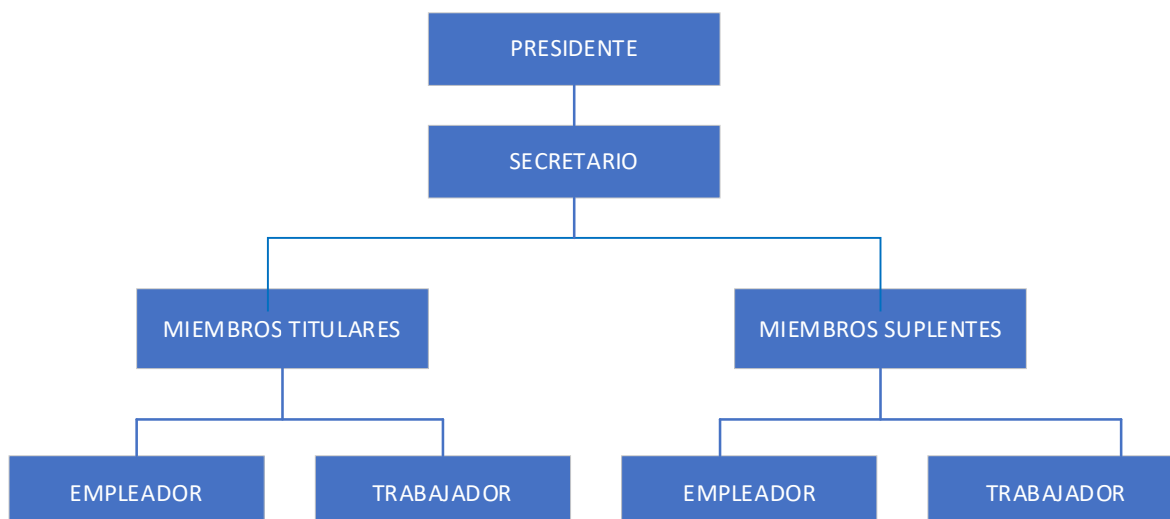 PRESIDENTE
SECRETARIO
MIEMBROS TITULARES
MIEMBROS SUPLENTES
EMPLEADOR
TRABAJADOR
EMPLEADOR
TRABAJADOR